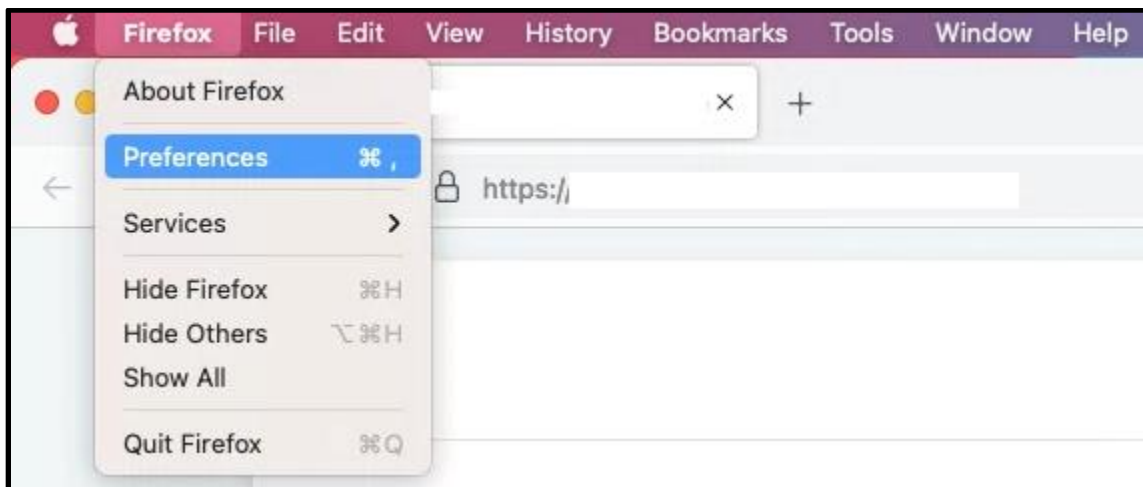 Firefox File Edit View History Bookmarks Tools Window Help
About Firefox
Preferences ⌘ ,
https://
Services
Hide Firefox ⌘H
Hide Others ⌥⌘H
Show All
Quit Firefox ⌘Q